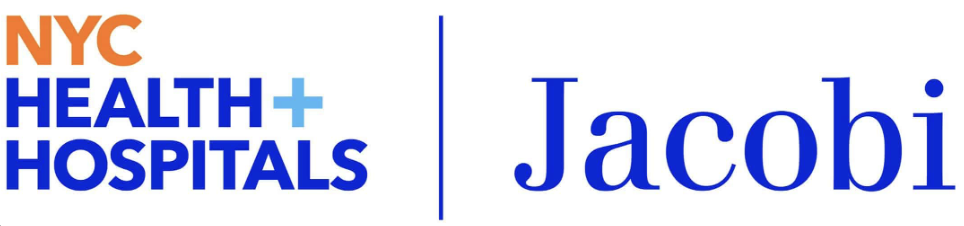 NYC
HEALTH+
HOSPITALS
Jacobi